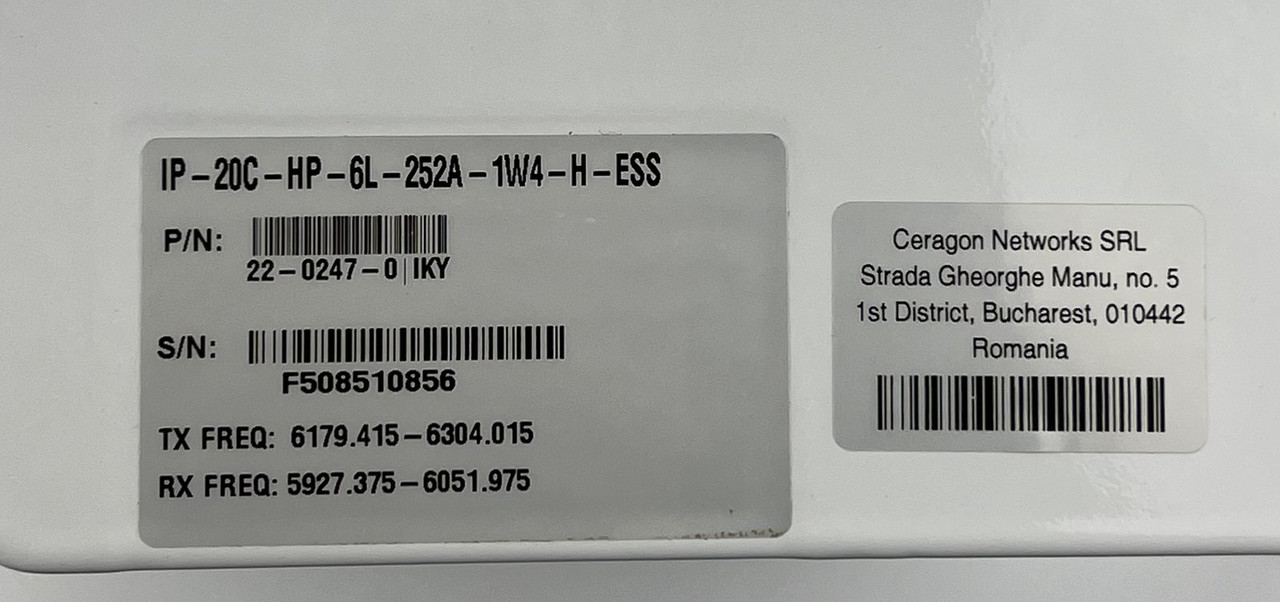 IP-20C-HP-6L-252A-1W4-H-ESS
P/N:
22-0247-0|IKY
S/N:
F508510856
TX FREQ: 6179.415-6304.015
RX FREQ: 5927.375-6051.975
Ceragon Networks SRL
Strada Gheorghe Manu, no. 5
1st District, Bucharest, 010442
Romania